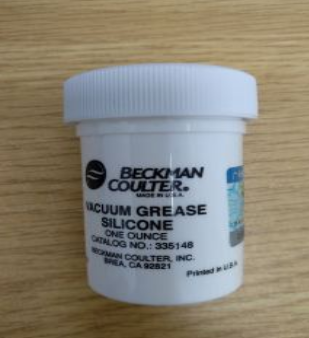 BECKMAN
COULTER®
MADE IN U.S.A.
VACUUM GREASE
SILICONE
ONE OUNCE
CATALOG NO.: 335148
BECKMAN COULTER, INC.
BREA, CA 92821
Printed in U.S.A.